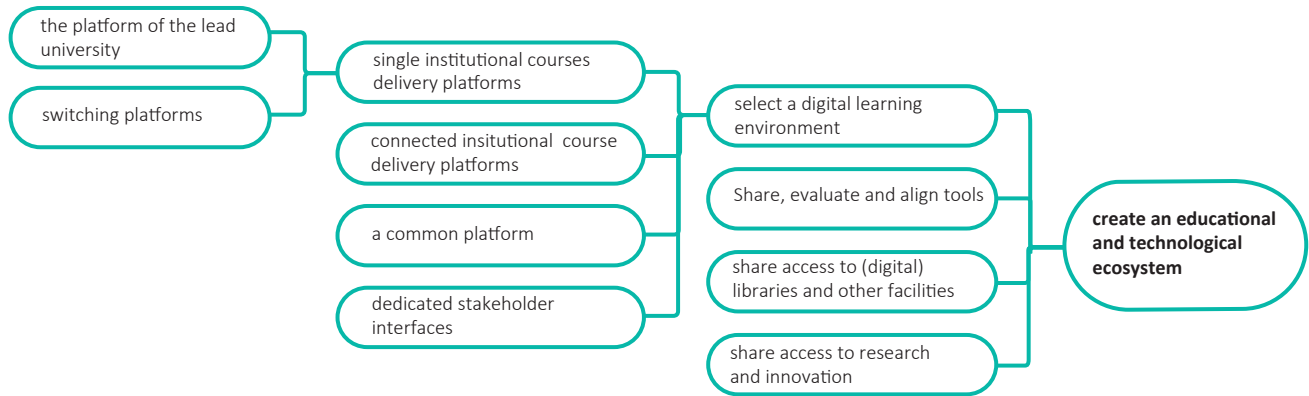 the platform of the lead
university
switching platforms
single institutional courses
delivery platforms
connected insitutional course
delivery platforms
a common platform
dedicated stakeholder
interfaces
select a digital learning
environment
Share, evaluate and align tools
share access to (digital)
libraries and other facilities
share access to research
and innovation
create an educational
and technological
ecosystem